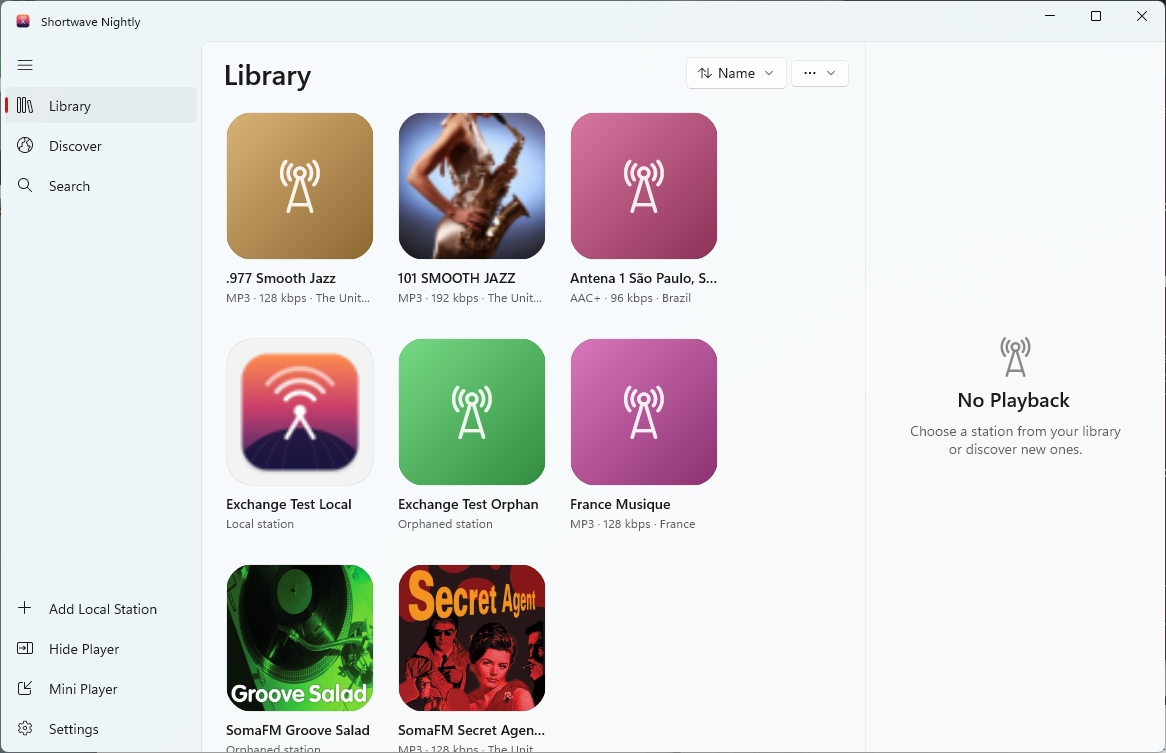 Shortwave Nightly
Library
Discover
Search
Add Local Station
Hide Player
Mini Player
Settings
Library
Name
.977 Smooth Jazz
MP3 · 128 kbps · The Unit...
101 SMOOTH JAZZ
MP3 · 192 kbps · The Unit...
Antena 1 São Paulo, S...
AAC+ · 96 kbps · Brazil
Exchange Test Local
Local station
Exchange Test Orphan
Orphaned station
France Musique
MP3 · 128 kbps · France
Groove Salad
SomaFM Groove Salad
Orphaned station
Secret Agent
SomaFM Secret Agen...
MP3 · 128 kbps · The Unit...
No Playback
Choose a station from your library
or discover new ones.